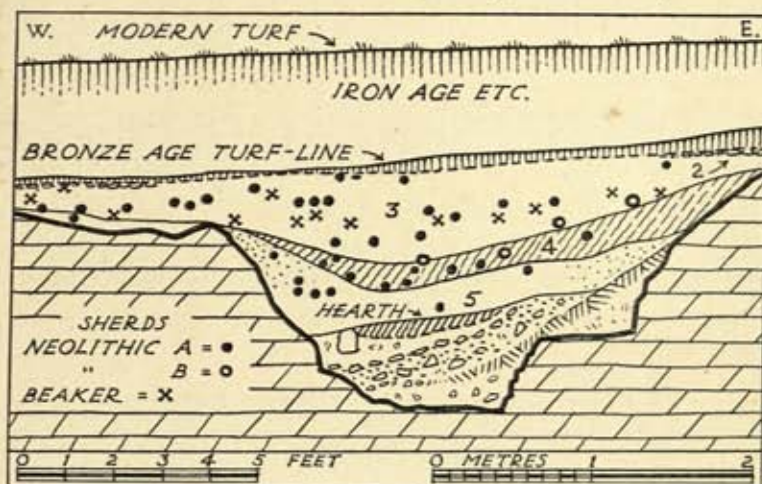 W. MODERN TURF E.
IRON AGE ETC.
BRONZE AGE TURF-LINE
2
3
4
HEARTH 5
SHERDS
NEOLITHIC A = ●
" B = o
BEAKER = x
0 1 2 3 4 5 FEET 0 METRES 1 2